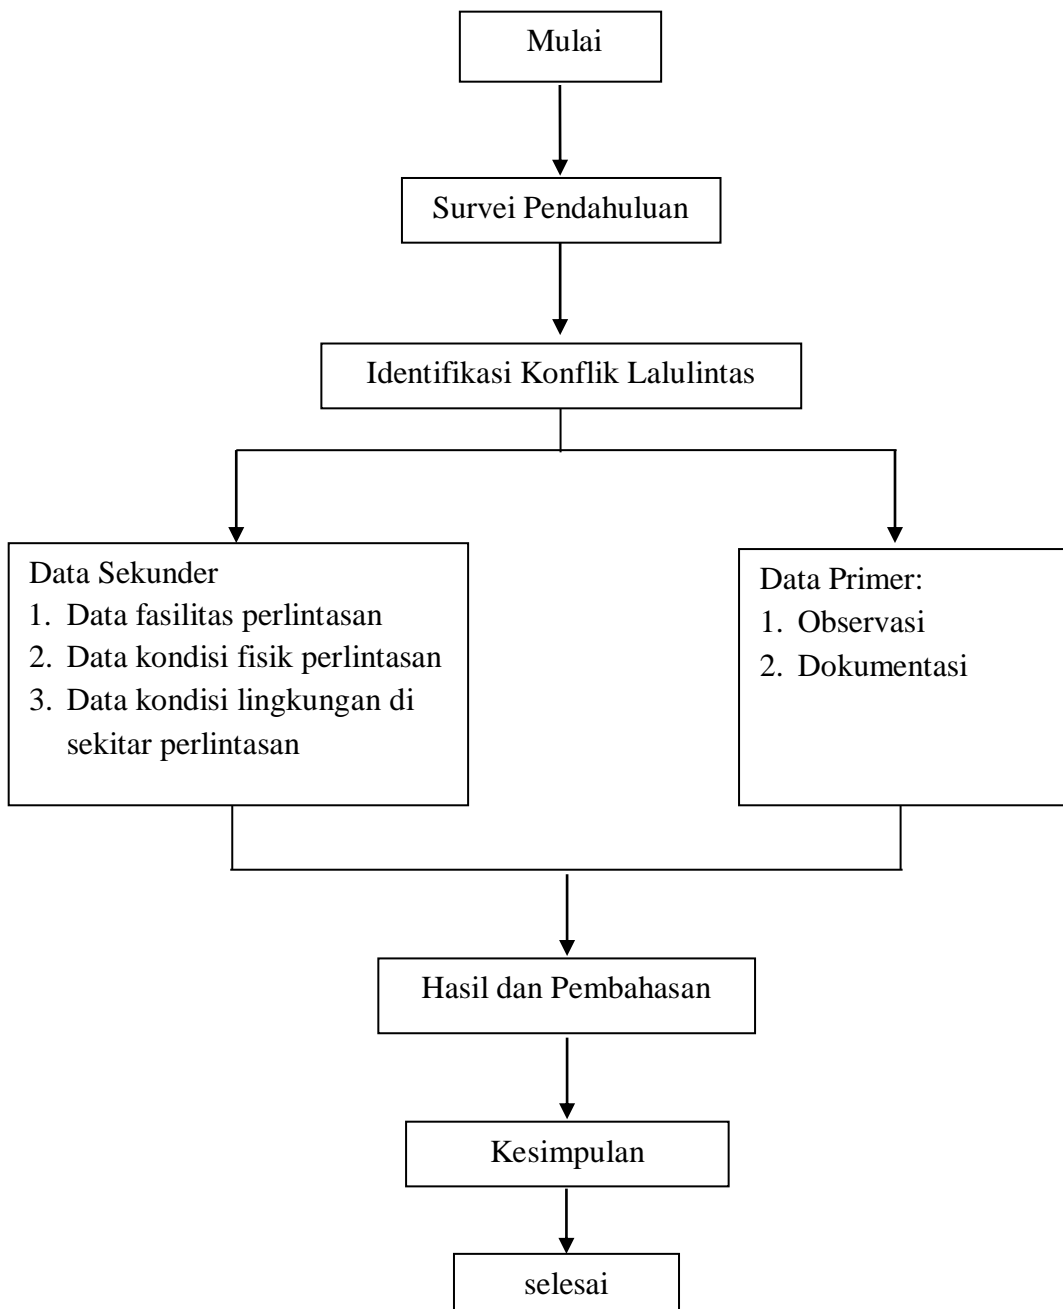 Mulai
Survei Pendahuluan
Identifikasi Konflik Lalulintas
Data Sekunder
1. Data fasilitas perlintasan
2. Data kondisi fisik perlintasan
3. Data kondisi lingkungan di
sekitar perlintasan
Data Primer:
1. Observasi
2. Dokumentasi
Hasil dan Pembahasan
Kesimpulan
selesai